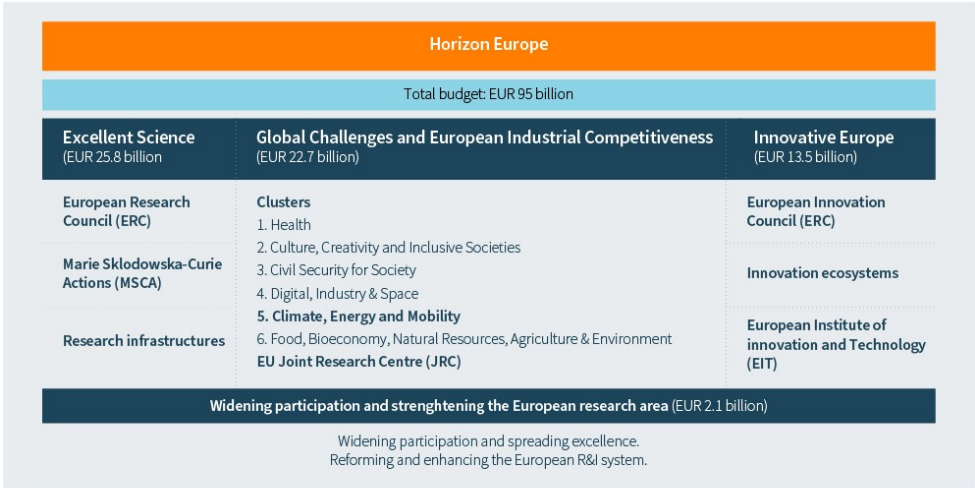 Horizon Europe
Total budget: EUR 95 billion
Excellent Science
(EUR 25.8 billion
Global Challenges and European Industrial Competitiveness
(EUR 22.7 billion)
Innovative Europe
(EUR 13.5 billion)
European Research
Council (ERC)
Marie Sklodowska-Curie
Actions (MSCA)
Research infrastructures
Clusters
1. Health
2. Culture, Creativity and Inclusive Societies
3. Civil Security for Society
4. Digital, Industry & Space
5. Climate, Energy and Mobility
6. Food, Bioeconomy, Natural Resources, Agriculture & Environment
EU Joint Research Centre (JRC)
European Innovation
Council (ERC)
Innovation ecosystems
European Institute of
innovation and Technology
(EIT)
Widening participation and strenghtening the European research area (EUR 2.1 billion)
Widening participation and spreading excellence.
Reforming and enhancing the European R&I system.